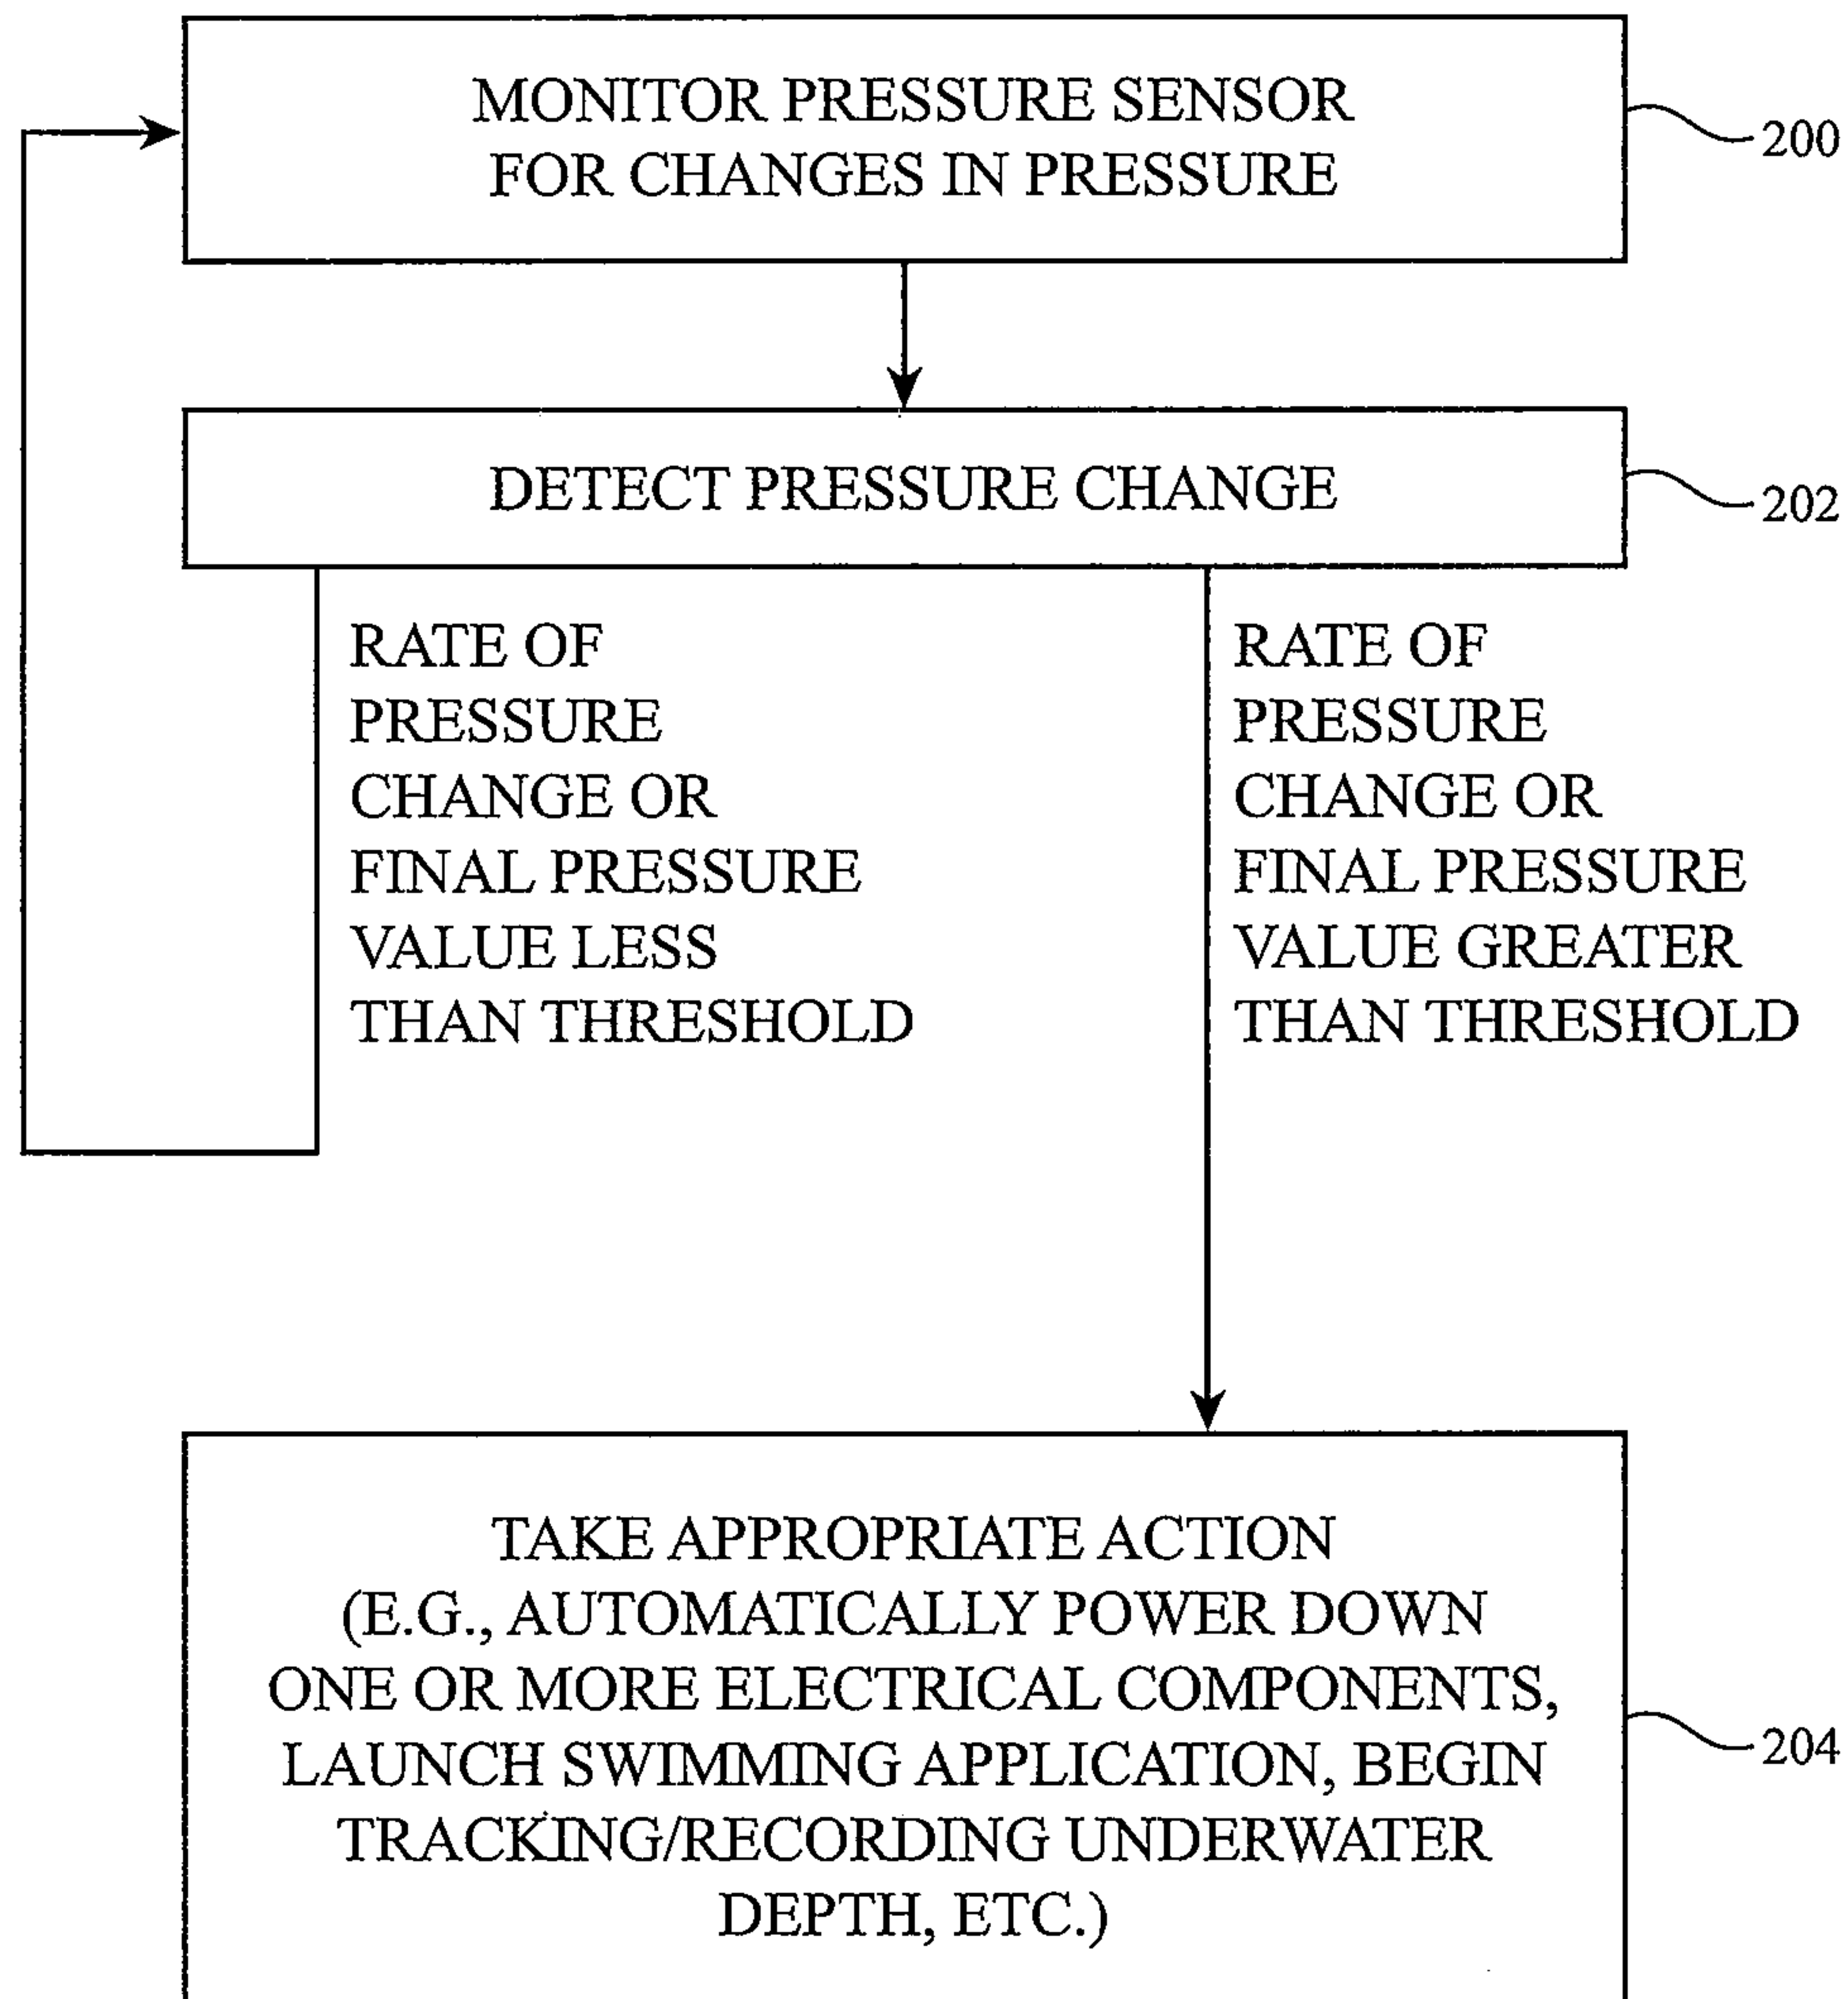 MONITOR PRESSURE SENSOR
FOR CHANGES IN PRESSURE
200
DETECT PRESSURE CHANGE
202
RATE OF
PRESSURE
CHANGE OR
FINAL PRESSURE
VALUE LESS
THAN THRESHOLD
RATE OF
PRESSURE
CHANGE OR
FINAL PRESSURE
VALUE GREATER
THAN THRESHOLD
TAKE APPROPRIATE ACTION
(E.G., AUTOMATICALLY POWER DOWN
ONE OR MORE ELECTRICAL COMPONENTS,
LAUNCH SWIMMING APPLICATION, BEGIN
TRACKING/RECORDING UNDERWATER
DEPTH, ETC.)
204